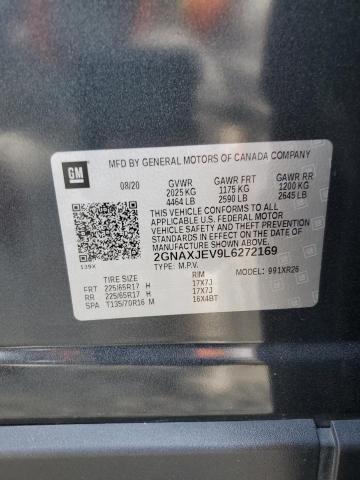 GM
MFD BY GENERAL MOTORS OF CANADA COMPANY
08/20 GVWR GAWR FRT GAWR RR
2025 KG 1175 KG 1200 KG
4464 LB 2590 LB 2645 LB
THIS VEHICLE CONFORMS TO ALL APPLICABLE U.S. FEDERAL MOTOR VEHICLE SAFETY AND THEFT PREVENTION STANDARDS IN EFFECT ON THE DATE OF MANUFACTURE SHOWN ABOVE.
2GNAXJEV9L6272169
139X TYPE: M.P.V. 991XR26
TIRE SIZE RIM
FRT 225/65R17 H 17X7J
RR 225/65R17 H 17X7J
SPA T135/70R16 M 16X4BT